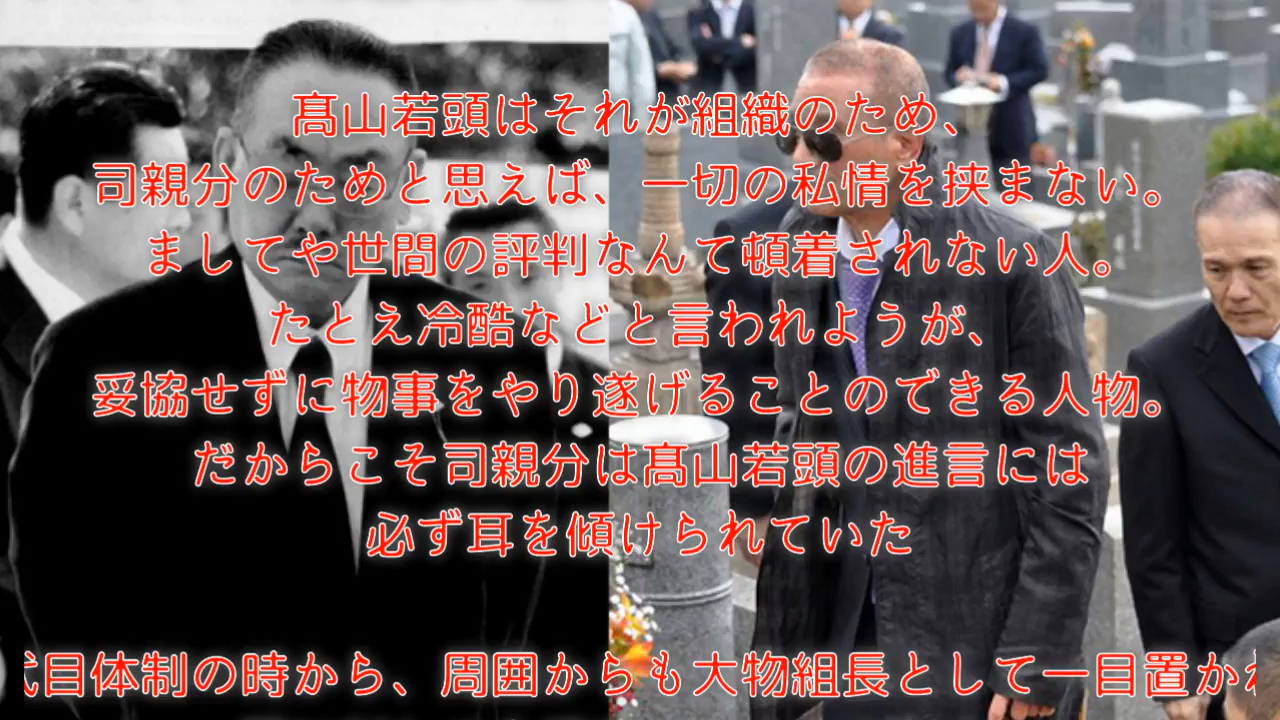 髙山若頭はそれが組織のため、
司親分のためと思えば、一切の私情を挟まない。
ましてや世間の評判なんて頓着されない人。
たとえ冷酷などと言われようが、
妥協せずに物事をやり遂げることのできる人物。
だからこそ司親分は髙山若頭の進言には
必ず耳を傾けられていた
目体制の時から、周囲からも大物組長として一目置か